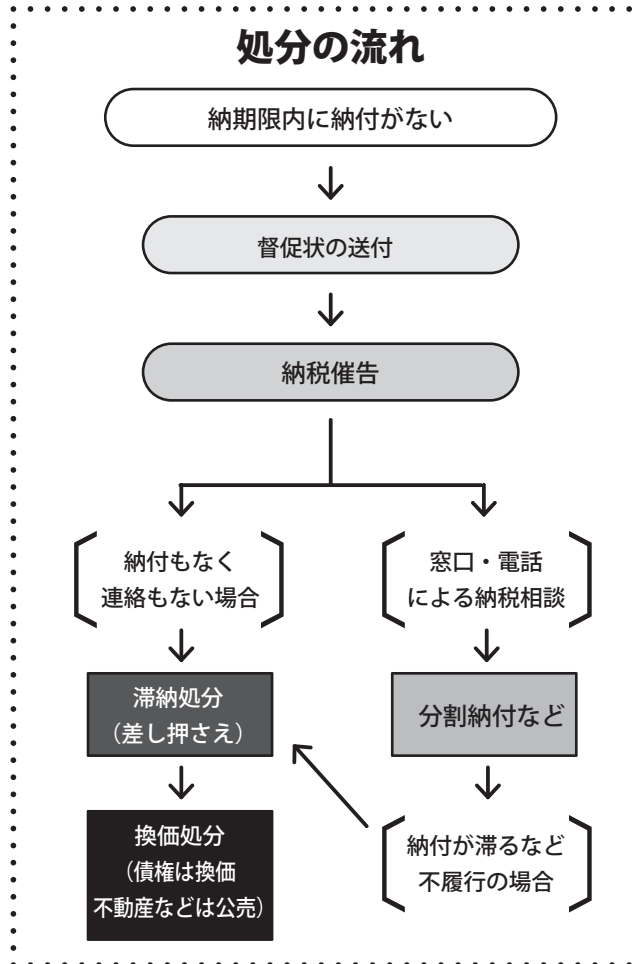 処分の流れ
納期限内に納付がない
督促状の送付
納税催告
納付もなく
連絡もない場合
滞納処分
（差し押さえ）
換価処分
（債権は換価
不動産などは公売）
窓口・電話
による納税相談
分割納付など
納付が滞るなど
不履行の場合